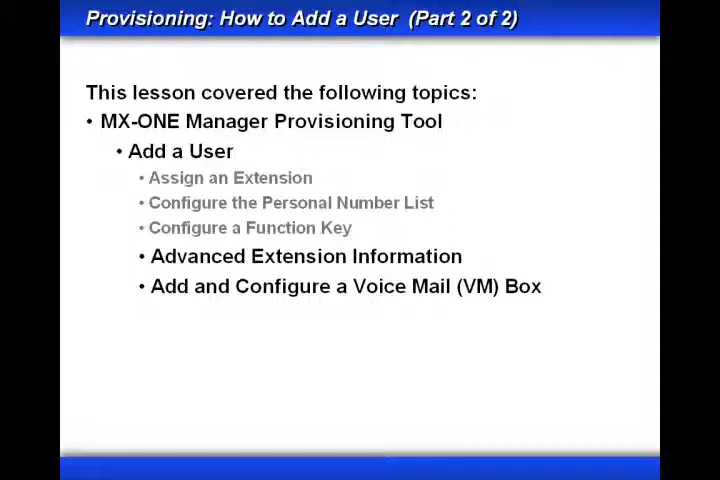 Provisioning: How to Add a User (Part 2 of 2)
This lesson covered the following topics:
• MX-ONE Manager Provisioning Tool
• Add a User
• Assign an Extension
• Configure the Personal Number List
• Configure a Function Key
• Advanced Extension Information
• Add and Configure a Voice Mail (VM) Box